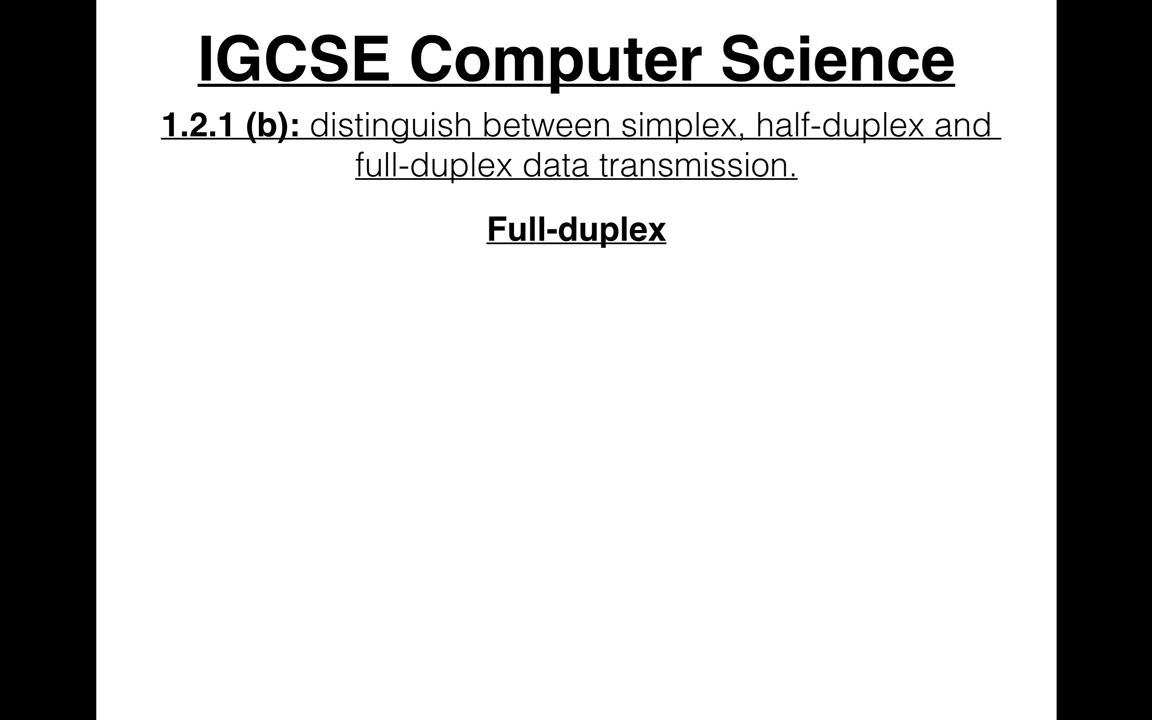 IGCSE Computer Science
1.2.1 (b): distinguish between simplex, half-duplex and
full-duplex data transmission.
Full-duplex